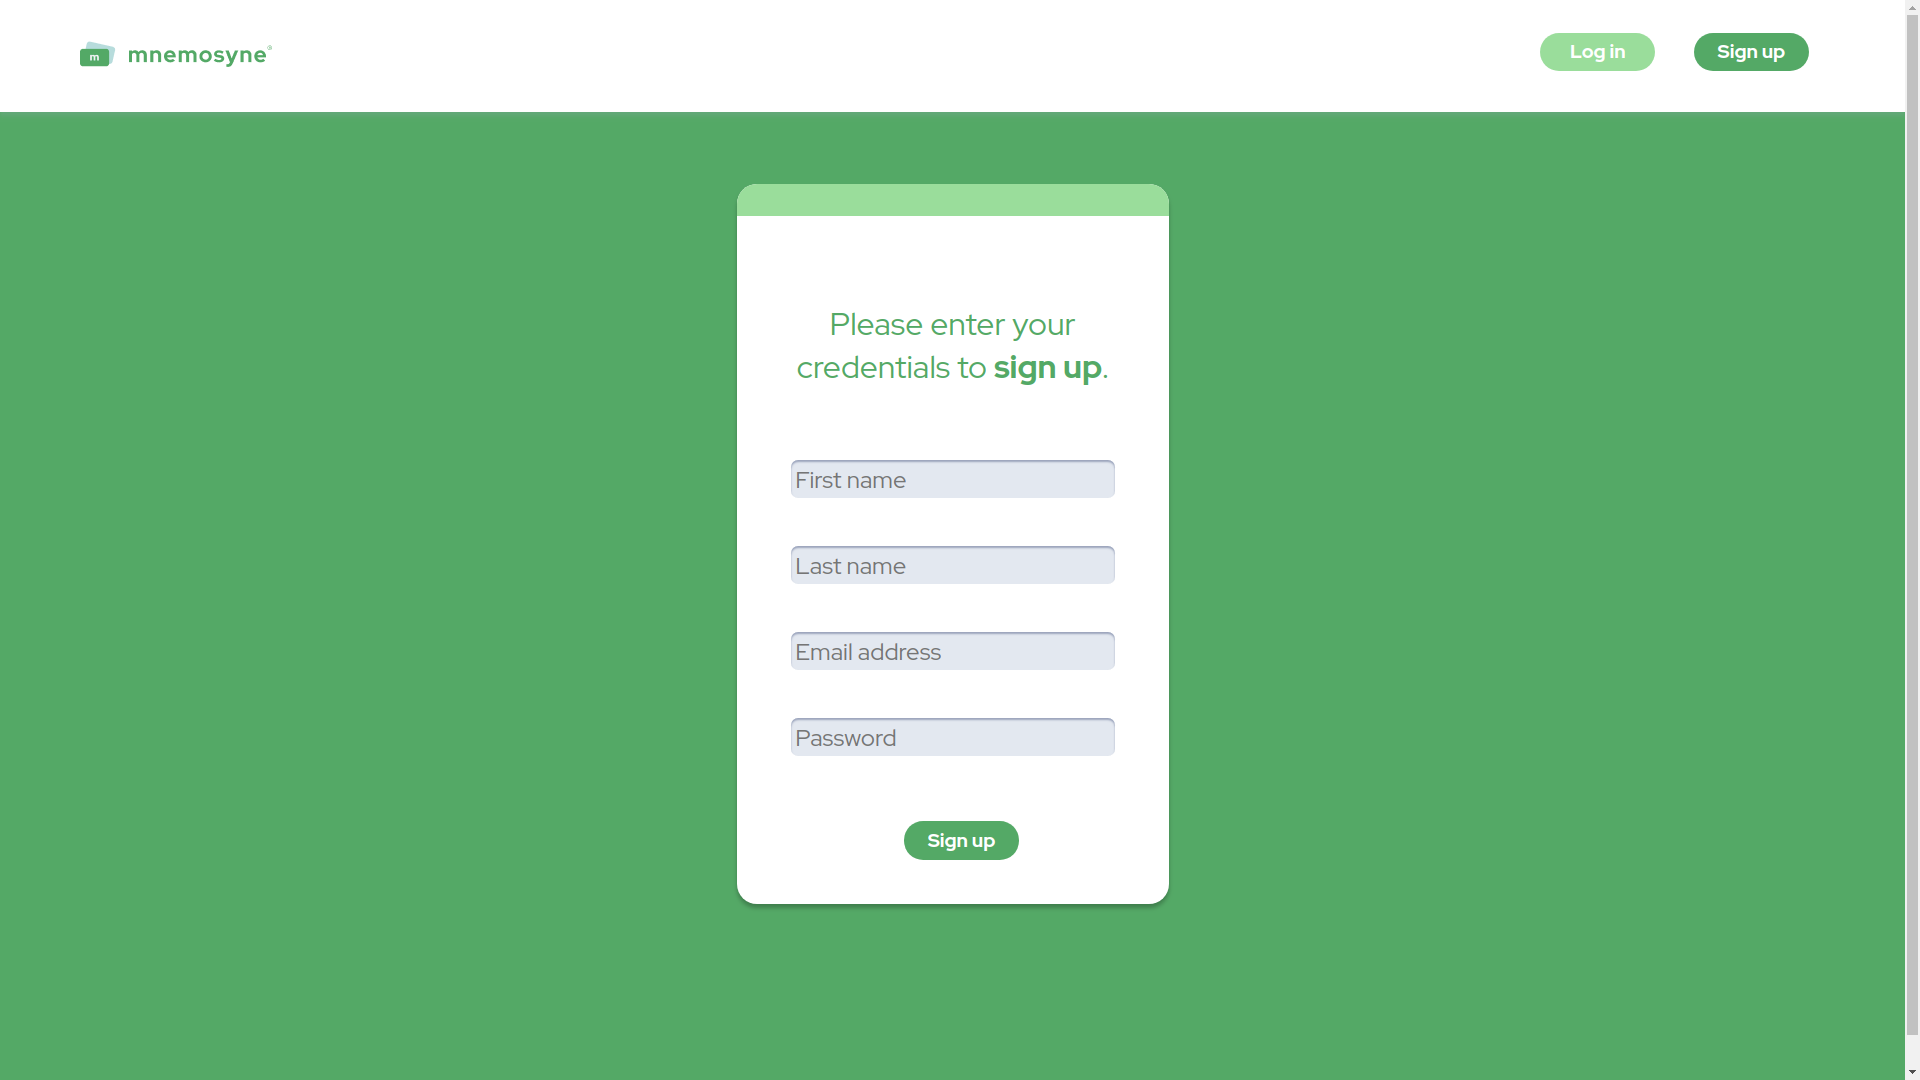 m mnemosyne®
Log in
Sign up
Please enter your
credentials to sign up.
First name
Last name
Email address
Password
Sign up